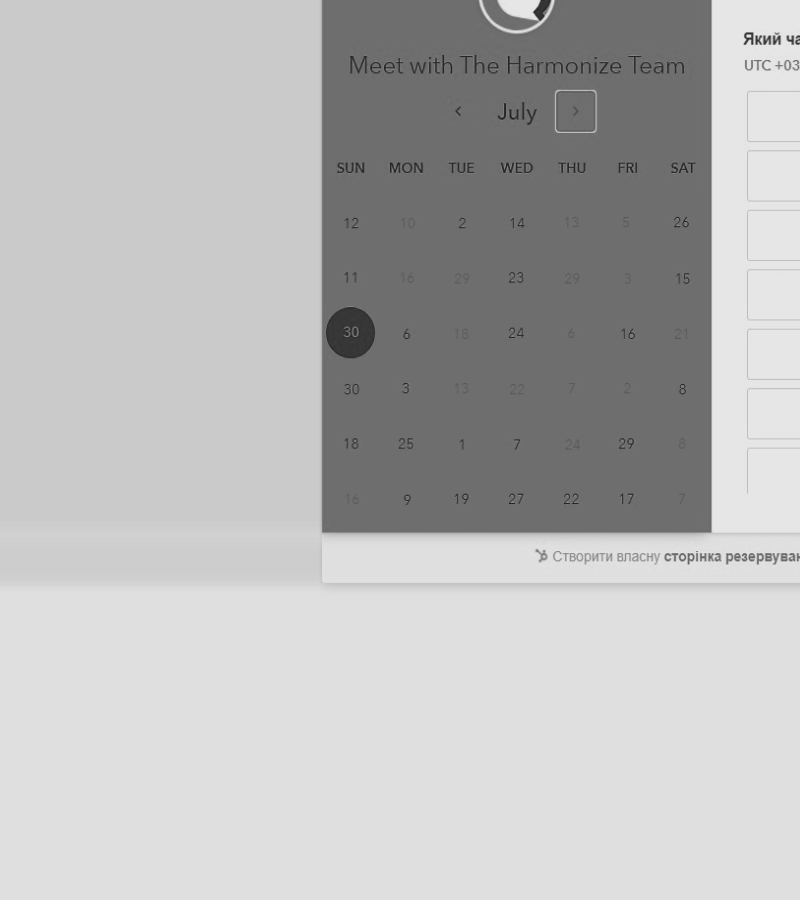 Meet with The Harmonize Team
July
SUN MON TUE WED THU FRI SAT
12 10 2 14 13 5 26
11 16 29 23 29 3 15
30 6 18 24 6 16 21
30 3 13 22 7 2 8
18 25 1 7 24 29 8
16 9 19 27 22 17 7
Який ча
UTC +03
Створити власну сторінка резервуван